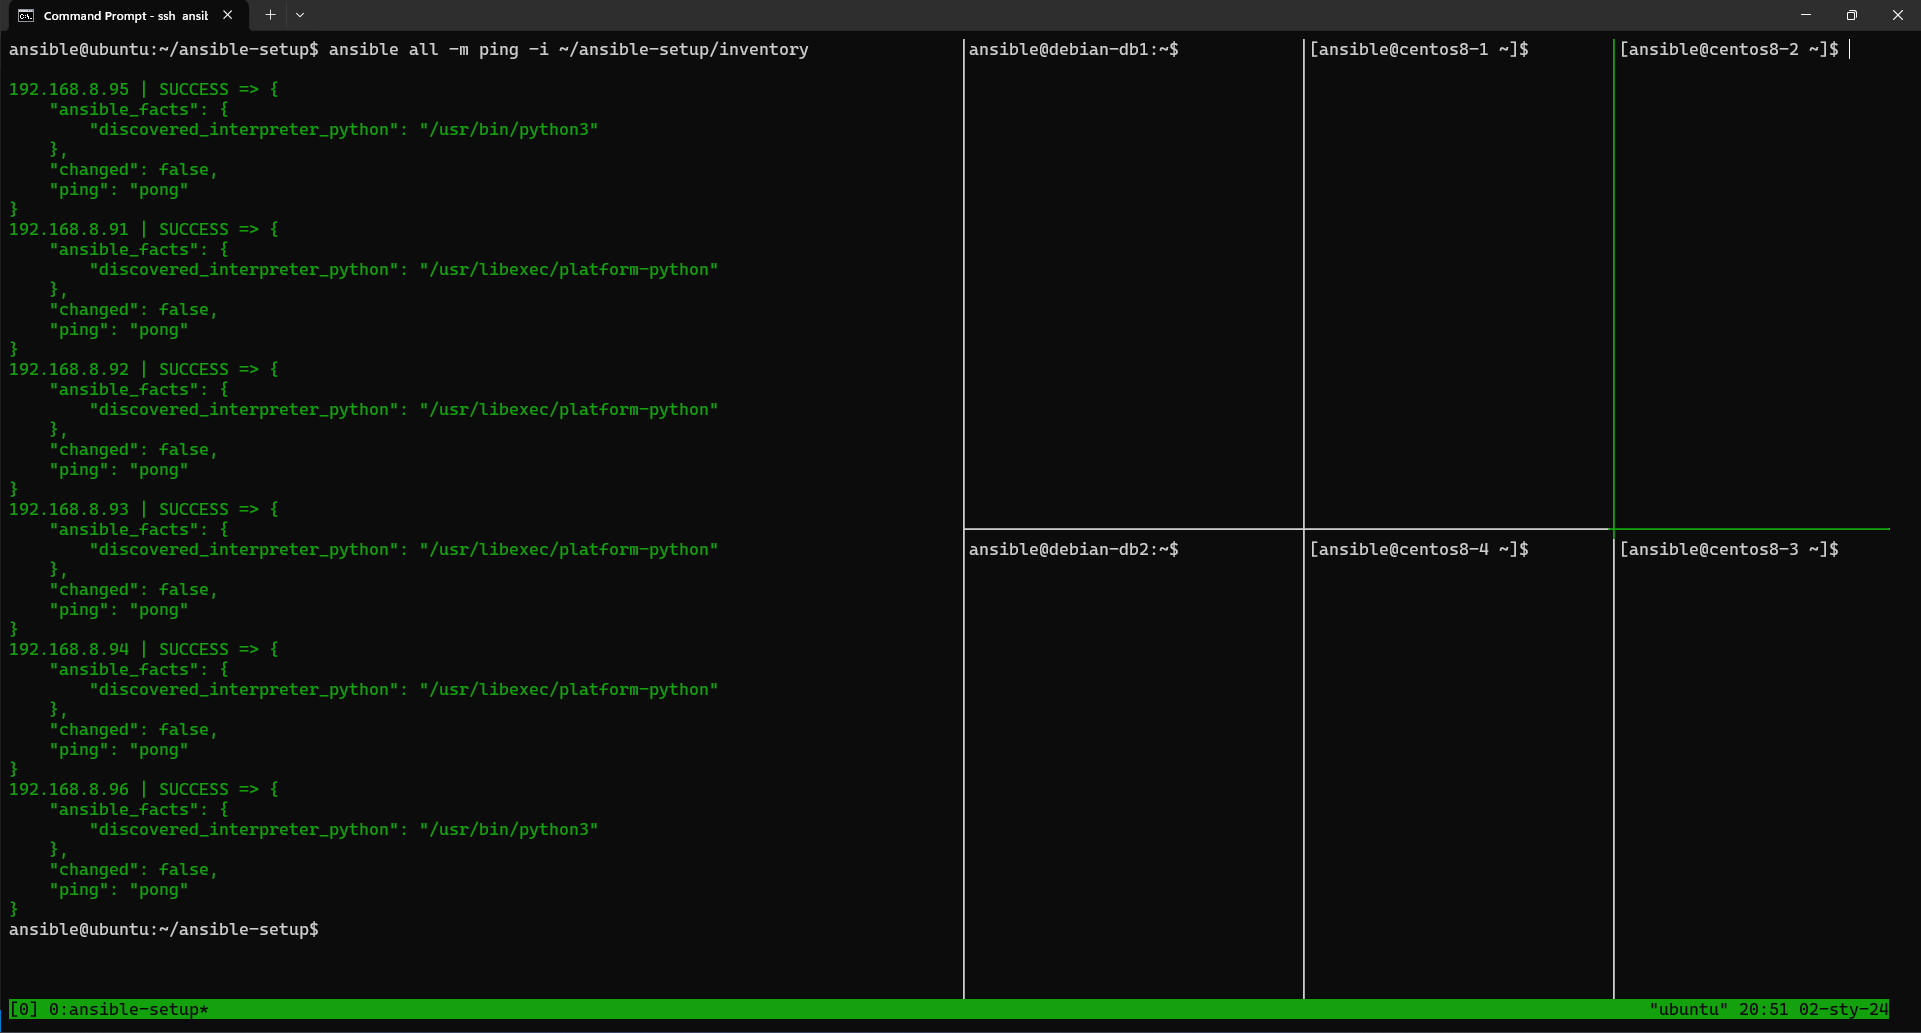 Command Prompt - ssh ansibl
ansible@ubuntu:~/ansible-setup$ ansible all -m ping -i ~/ansible-setup/inventory
192.168.8.95 | SUCCESS => {
    "ansible_facts": {
        "discovered_interpreter_python": "/usr/bin/python3"
    },
    "changed": false,
    "ping": "pong"
}
192.168.8.91 | SUCCESS => {
    "ansible_facts": {
        "discovered_interpreter_python": "/usr/libexec/platform-python"
    },
    "changed": false,
    "ping": "pong"
}
192.168.8.92 | SUCCESS => {
    "ansible_facts": {
        "discovered_interpreter_python": "/usr/libexec/platform-python"
    },
    "changed": false,
    "ping": "pong"
}
192.168.8.93 | SUCCESS => {
    "ansible_facts": {
        "discovered_interpreter_python": "/usr/libexec/platform-python"
    },
    "changed": false,
    "ping": "pong"
}
192.168.8.94 | SUCCESS => {
    "ansible_facts": {
        "discovered_interpreter_python": "/usr/libexec/platform-python"
    },
    "changed": false,
    "ping": "pong"
}
192.168.8.96 | SUCCESS => {
    "ansible_facts": {
        "discovered_interpreter_python": "/usr/bin/python3"
    },
    "changed": false,
    "ping": "pong"
}
ansible@ubuntu:~/ansible-setup$
ansible@debian-db1:~$
[ansible@centos8-1 ~]$
[ansible@centos8-2 ~]$
ansible@debian-db2:~$
[ansible@centos8-4 ~]$
[ansible@centos8-3 ~]$
[0] 0:ansible-setup*
"ubuntu" 20:51 02-sty-24